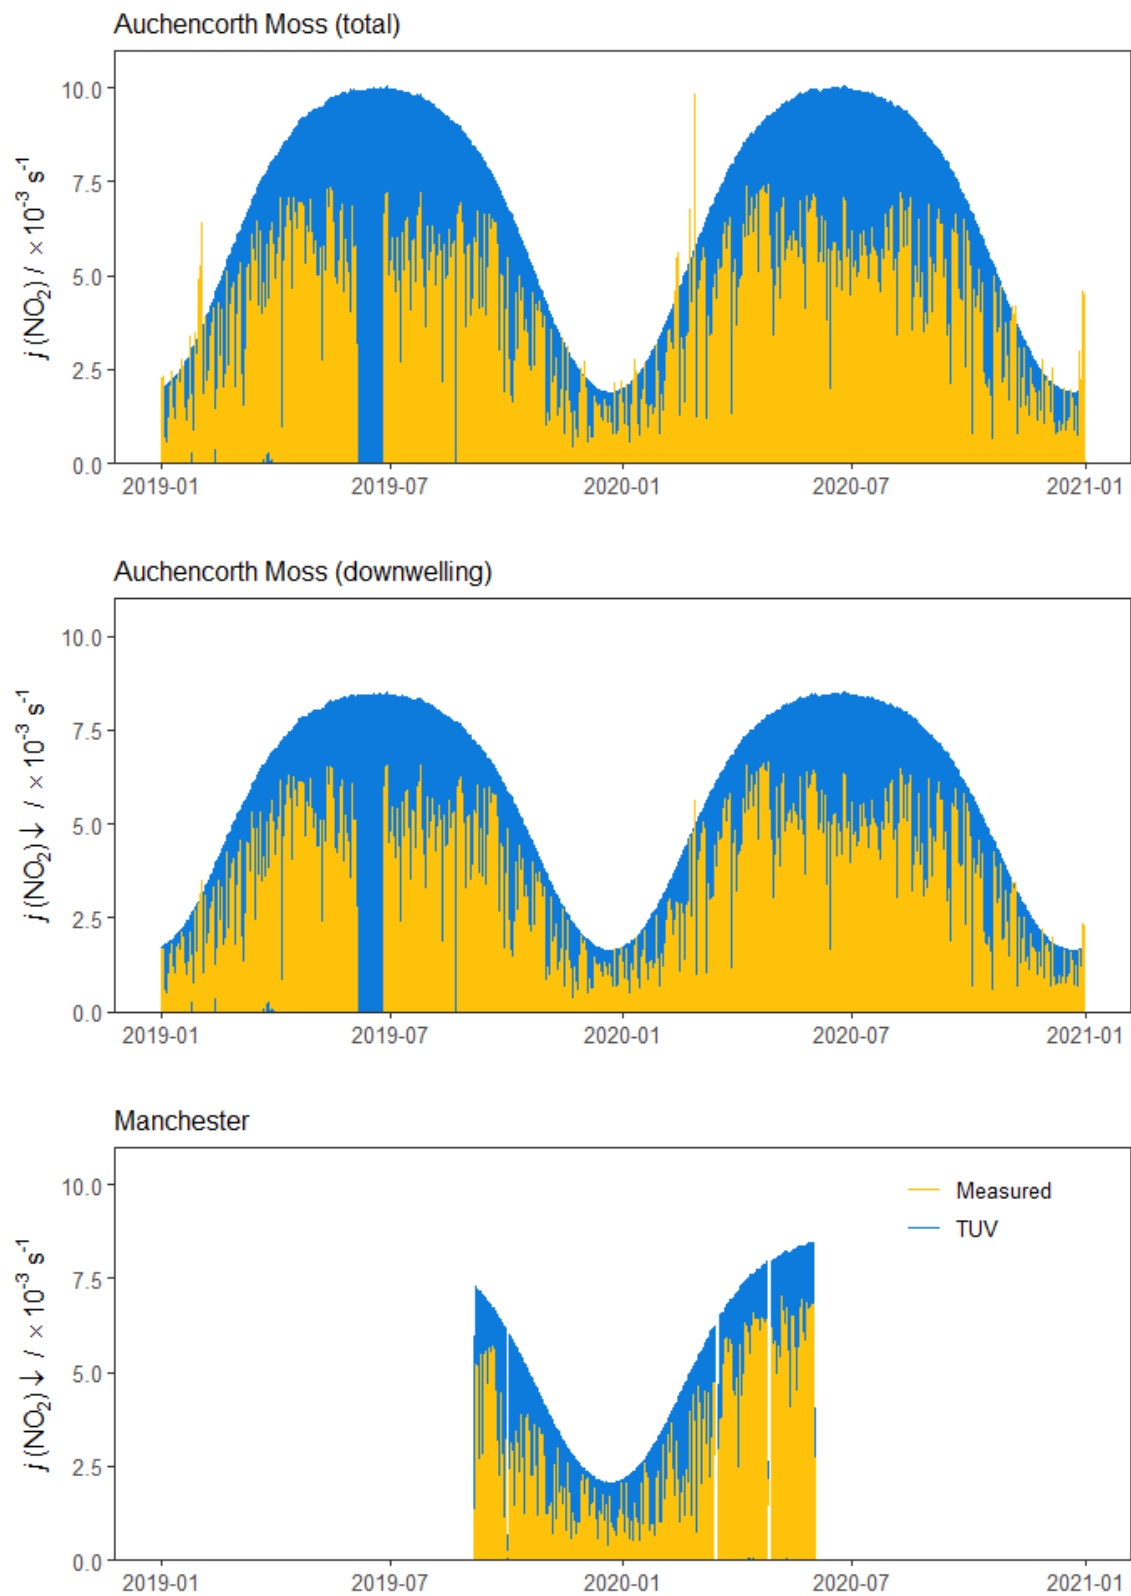 Auchencorth Moss (total)
10.0
7.5
5.0
2.5
0.0
j (NO₂) / × 10⁻³ s⁻¹
2019-01 2019-07 2020-01 2020-07 2021-01
Auchencorth Moss (downwelling)
10.0
7.5
5.0
2.5
0.0
j (NO₂) ↓ / × 10⁻³ s⁻¹
2019-01 2019-07 2020-01 2020-07 2021-01
Manchester
10.0
7.5
5.0
2.5
0.0
j (NO₂) ↓ / × 10⁻³ s⁻¹
Measured
TUV
2019-01 2019-07 2020-01 2020-07 2021-01